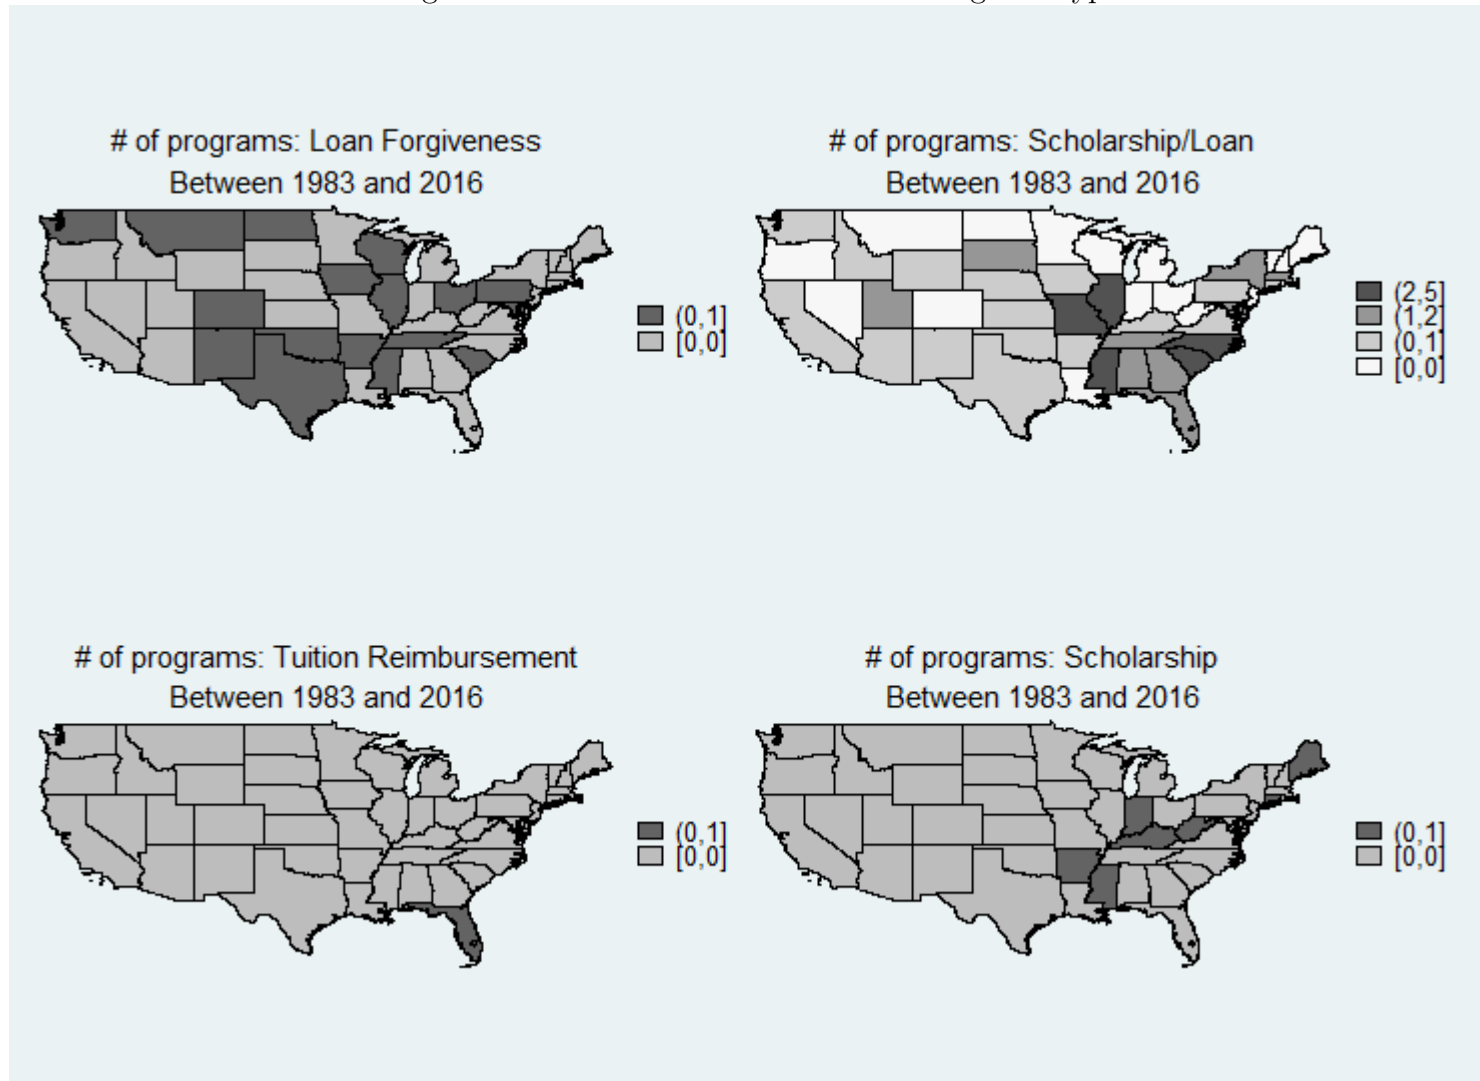 # of programs: Loan Forgiveness
Between 1983 and 2016
(0,1]
[0,0]
# of programs: Scholarship/Loan
Between 1983 and 2016
(2,5]
(1,2]
(0,1]
[0,0]
# of programs: Tuition Reimbursement
Between 1983 and 2016
(0,1]
[0,0]
# of programs: Scholarship
Between 1983 and 2016
(0,1]
[0,0]